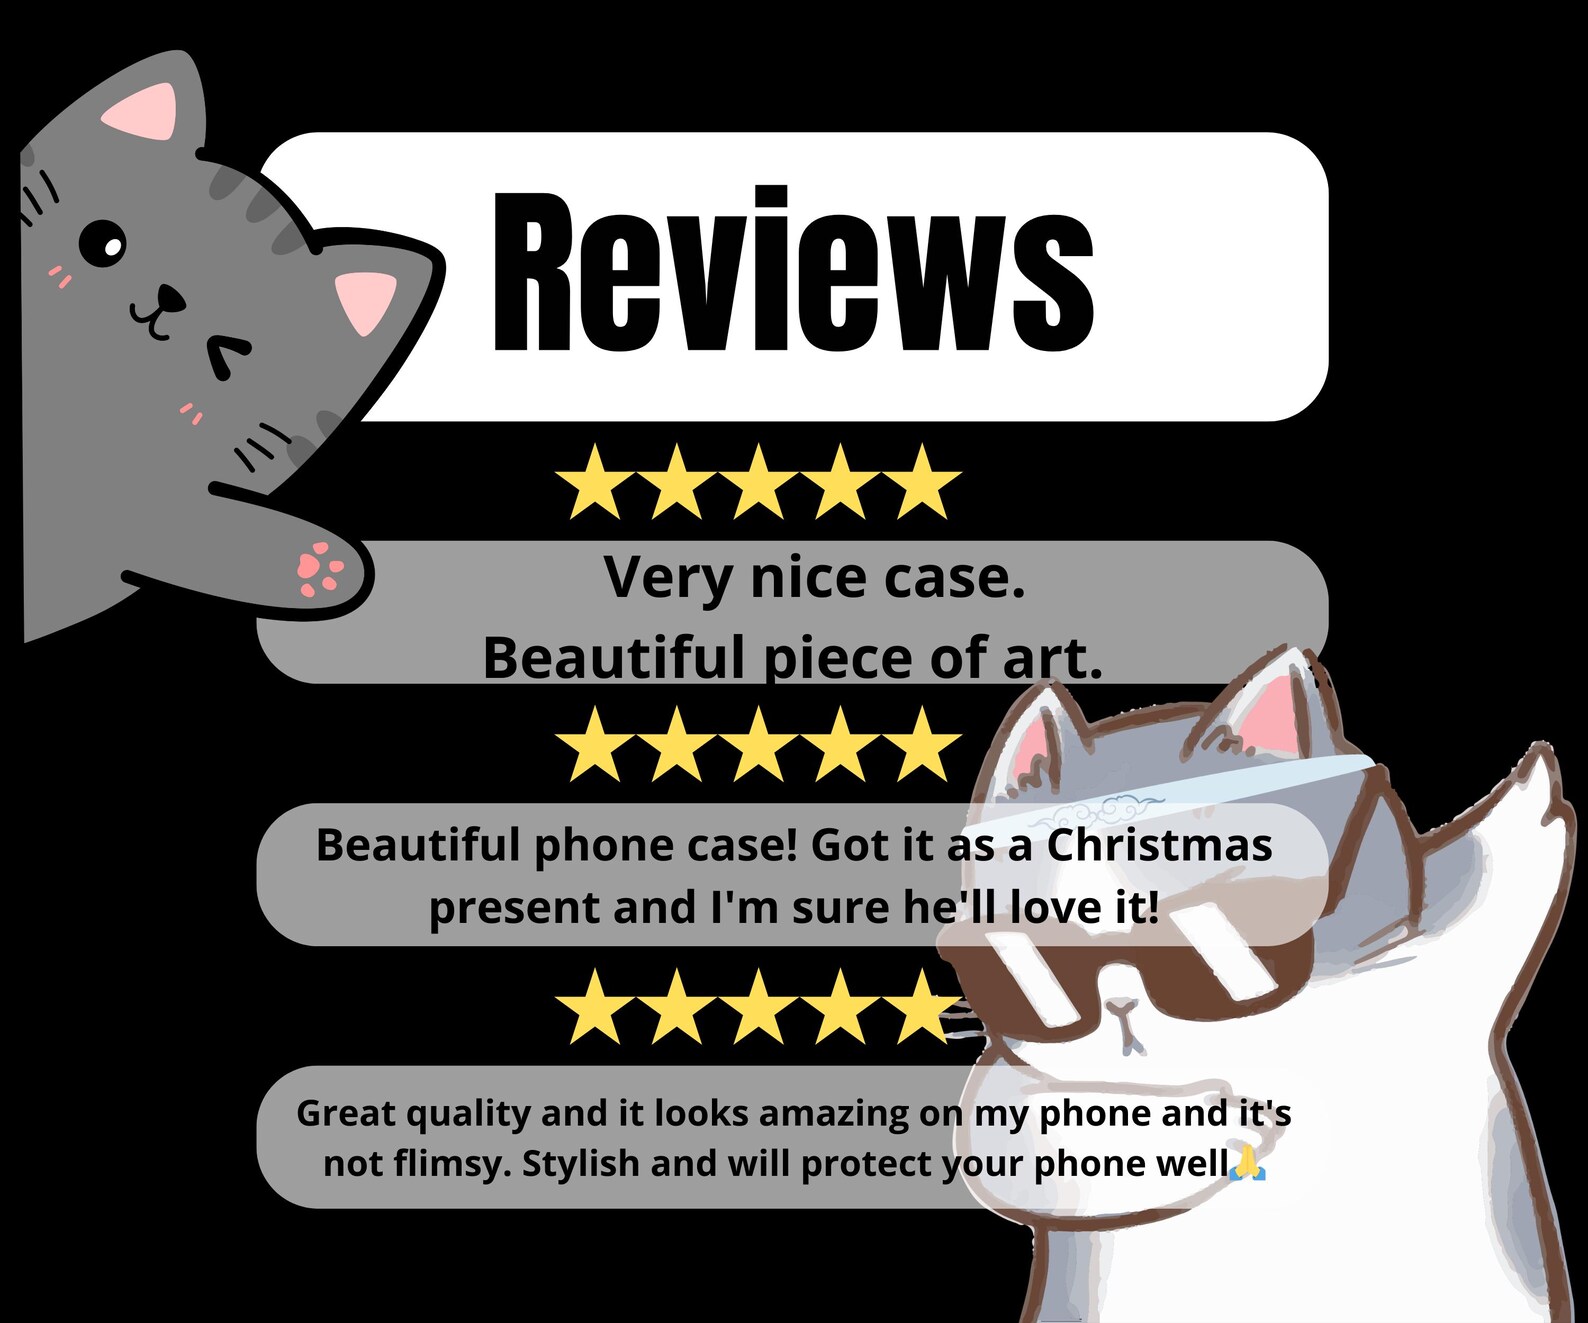 Reviews
Very nice case.
Beautiful piece of art.
Beautiful phone case! Got it as a Christmas
present and I'm sure he'll love it!
Great quality and it looks amazing on my phone and it's
not flimsy. Stylish and will protect your phone well🙏